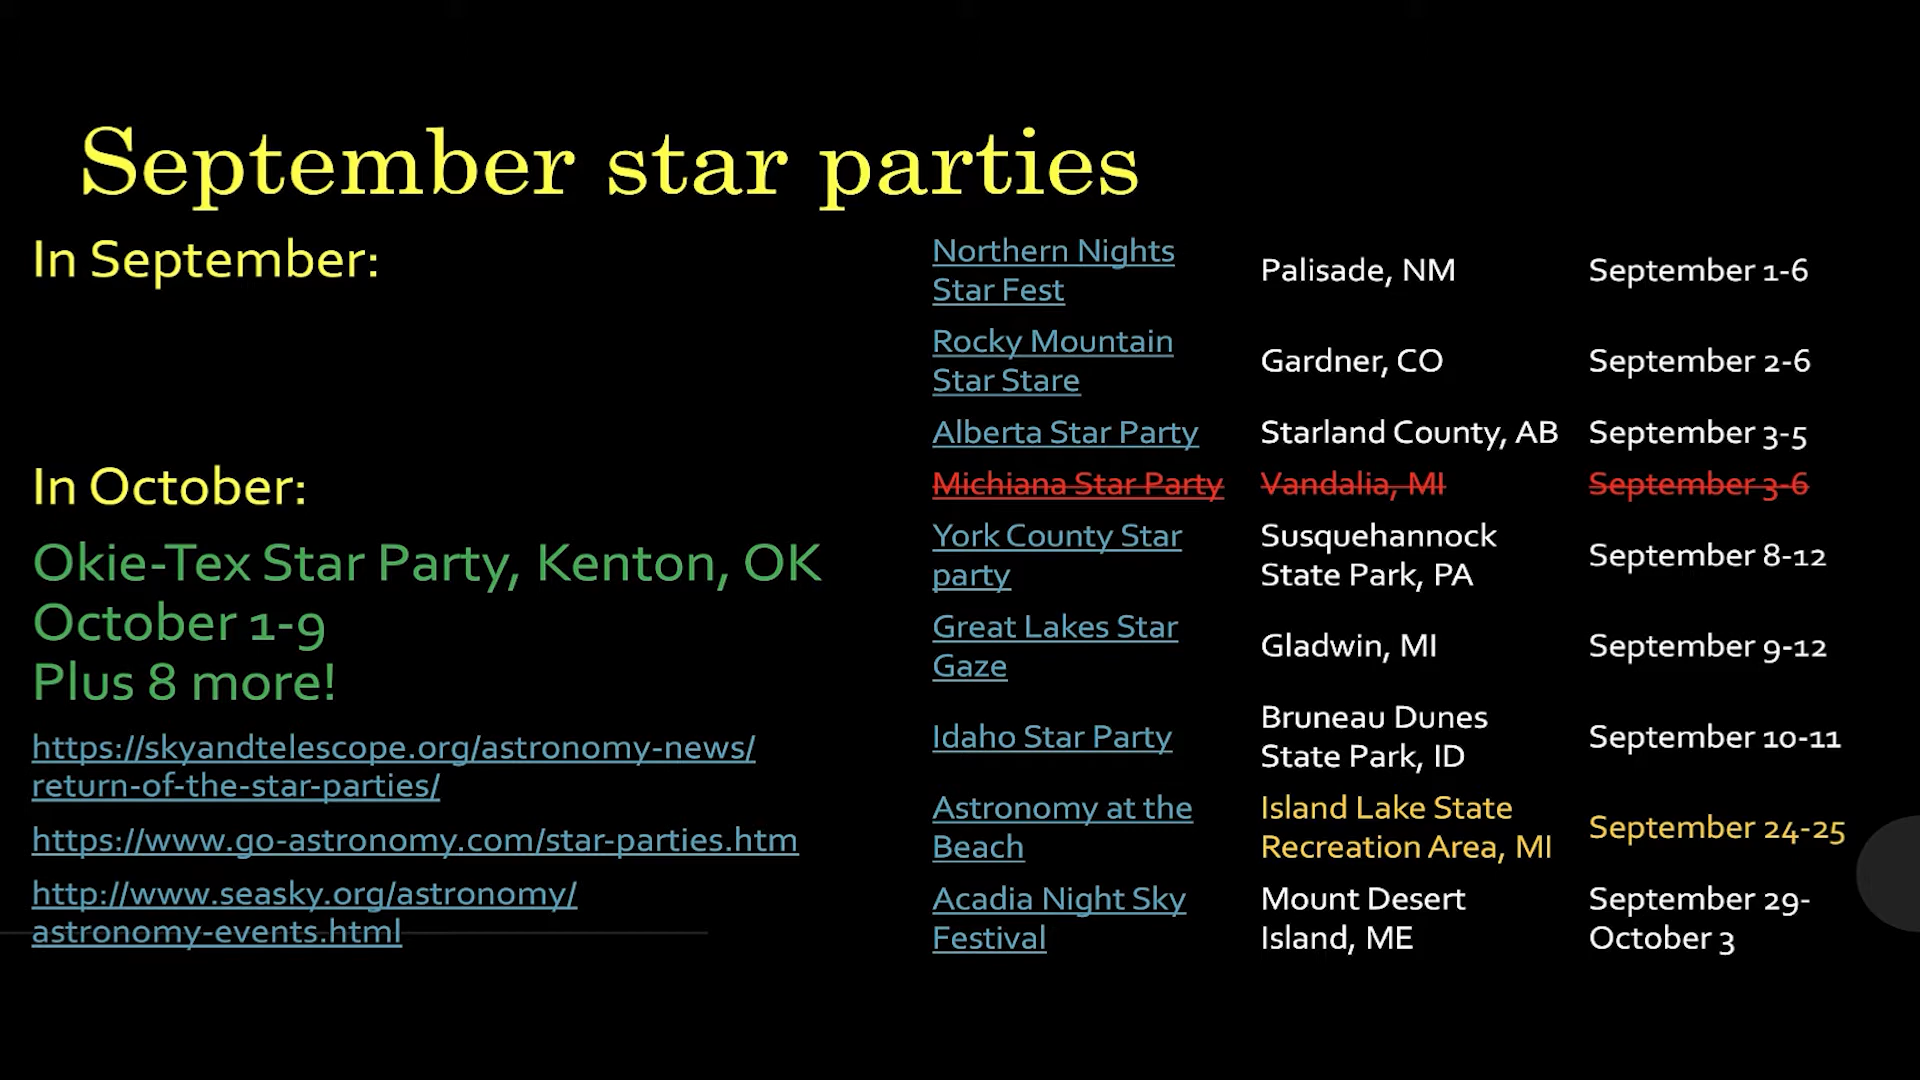 September star parties
In September:
In October:
Okie-Tex Star Party, Kenton, OK
October 1-9
Plus 8 more!
https://skyandtelescope.org/astronomy-news/
return-of-the-star-parties/
https://www.go-astronomy.com/star-parties.htm
http://www.seasky.org/astronomy/
astronomy-events.html
Northern Nights
Star Fest
Palisade, NM
September 1-6
Rocky Mountain
Star Stare
Gardner, CO
September 2-6
Alberta Star Party
Starland County, AB
September 3-5
Michiana Star Party
Vandalia, MI
September 3-6
York County Star
party
Susquehannock
State Park, PA
September 8-12
Great Lakes Star
Gaze
Gladwin, MI
September 9-12
Idaho Star Party
Bruneau Dunes
State Park, ID
September 10-11
Astronomy at the
Beach
Island Lake State
Recreation Area, MI
September 24-25
Acadia Night Sky
Festival
Mount Desert
Island, ME
September 29-
October 3